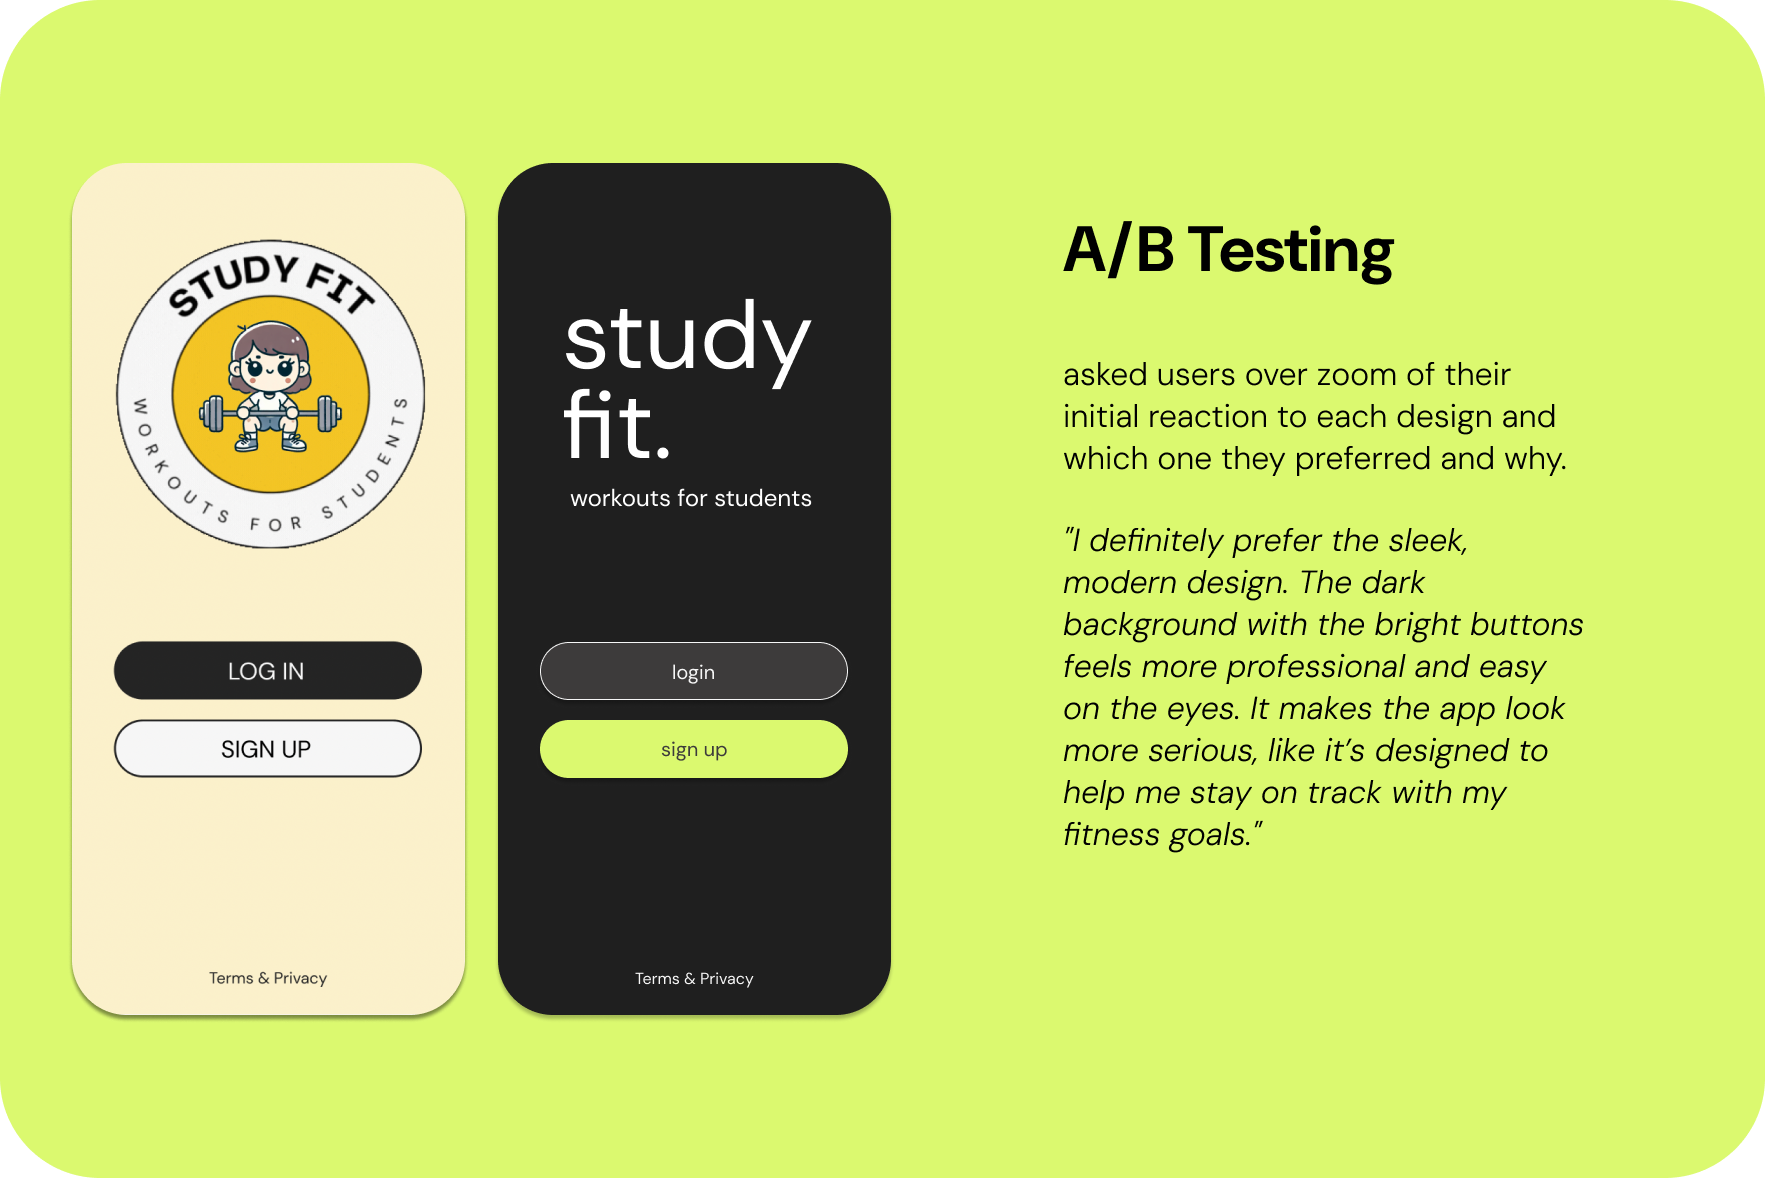 STUDY FIT
WORKOUTS FOR STUDENTS
LOG IN
SIGN UP
Terms & Privacy
study
fit.
workouts for students
login
sign up
Terms & Privacy
A/B Testing
asked users over zoom of their
initial reaction to each design and
which one they preferred and why.
"I definitely prefer the sleek,
modern design. The dark
background with the bright buttons
feels more professional and easy
on the eyes. It makes the app look
more serious, like it’s designed to
help me stay on track with my
fitness goals."